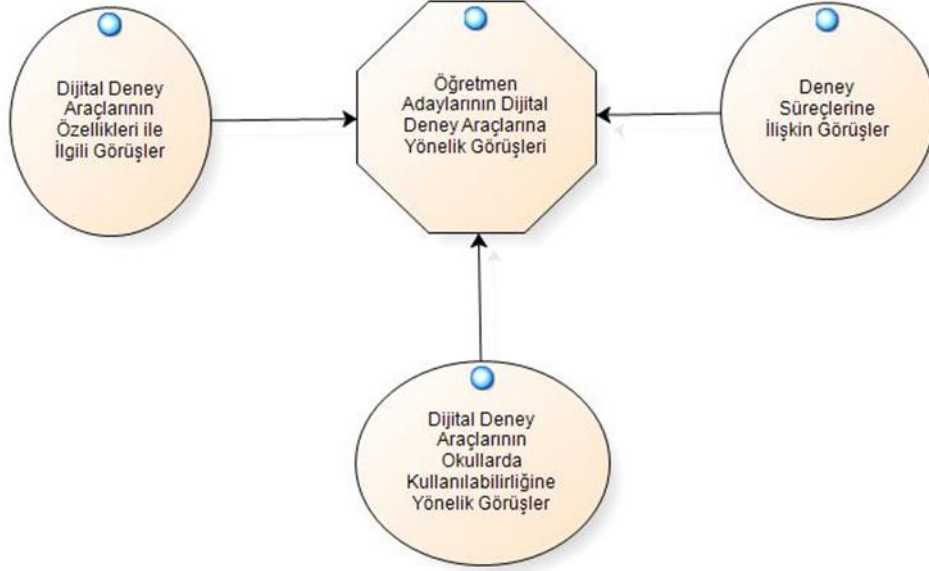 Dijital Deney
Araçlarının
Özellikleri ile
İlgili Görüşler
Öğretmen
Adaylarının Dijital
Deney Araçlarına
Yönelik Görüşleri
Deney
Süreçlerine
İlişkin Görüşler
Dijital Deney
Araçlarının
Okullarda
Kullanılabilirliğine
Yönelik Görüşler